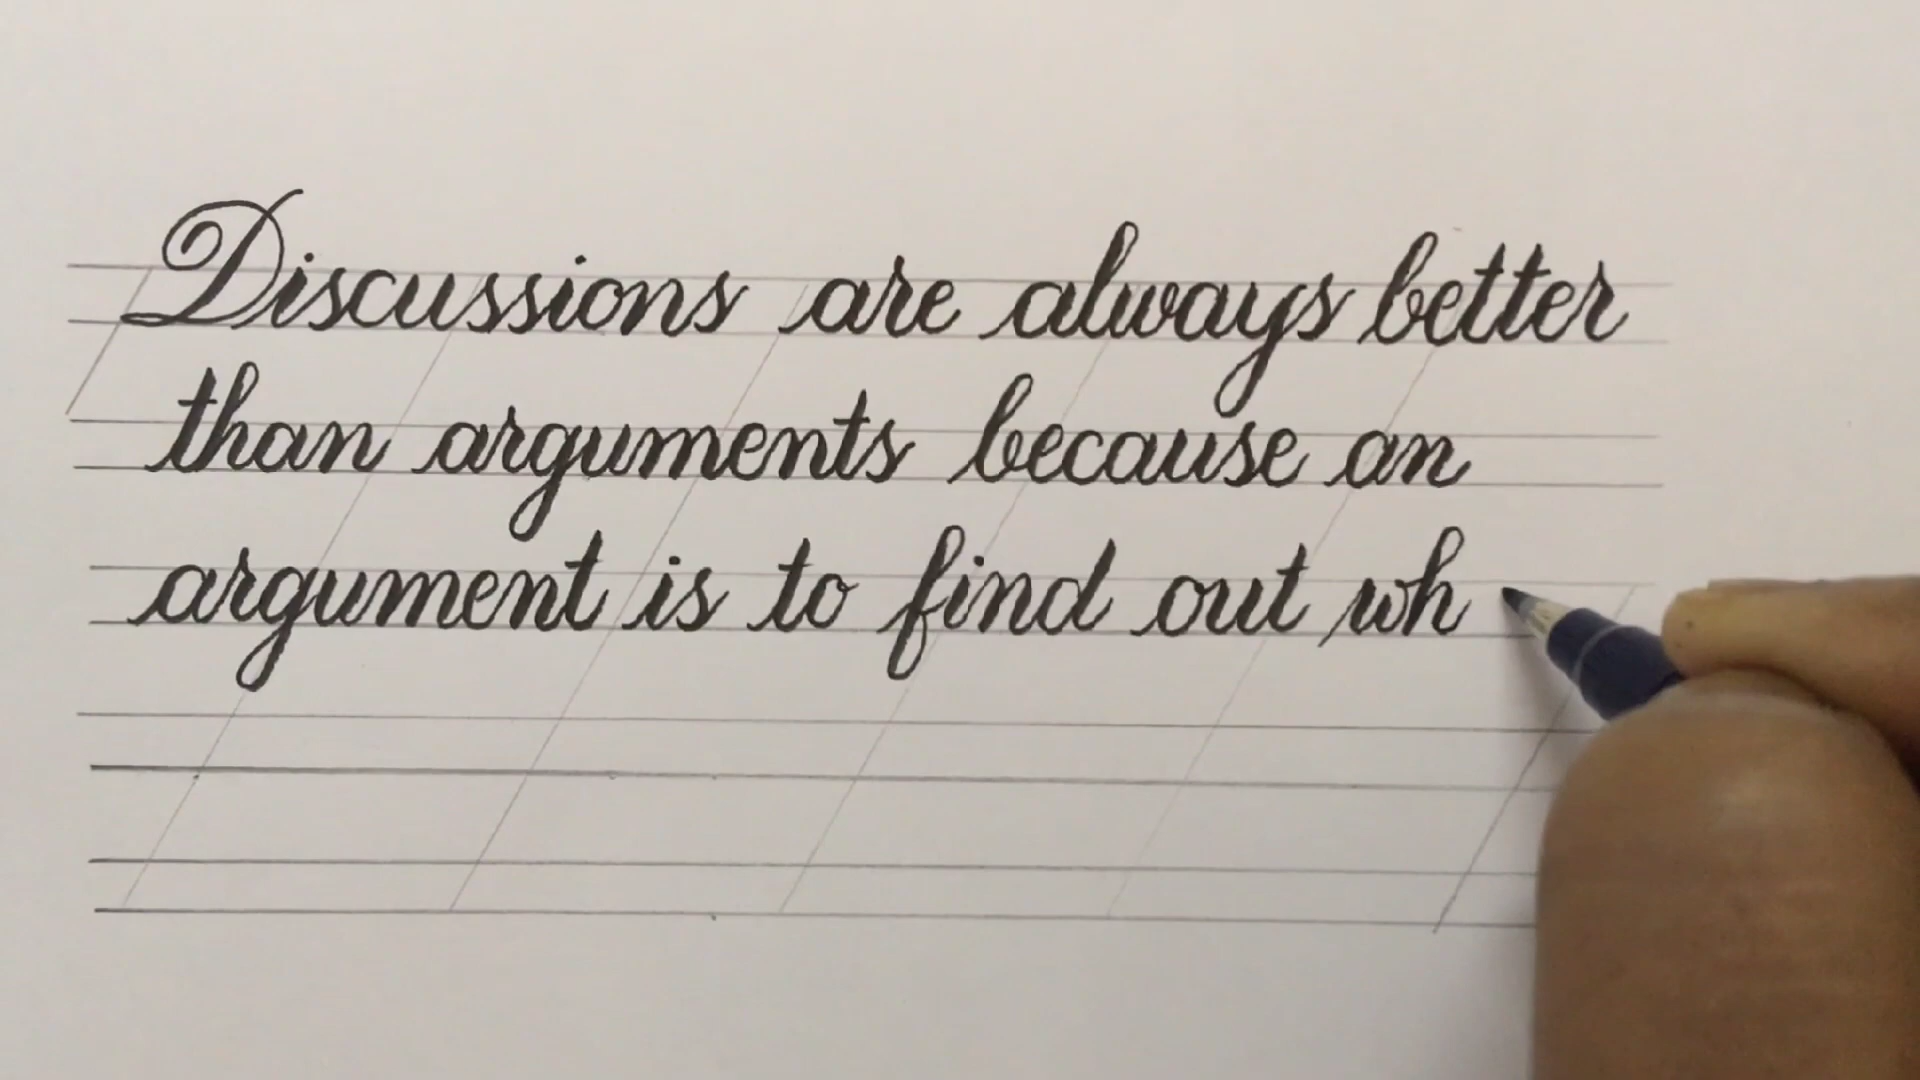 Discussions are always better
than arguments because an
argument is to find out wh